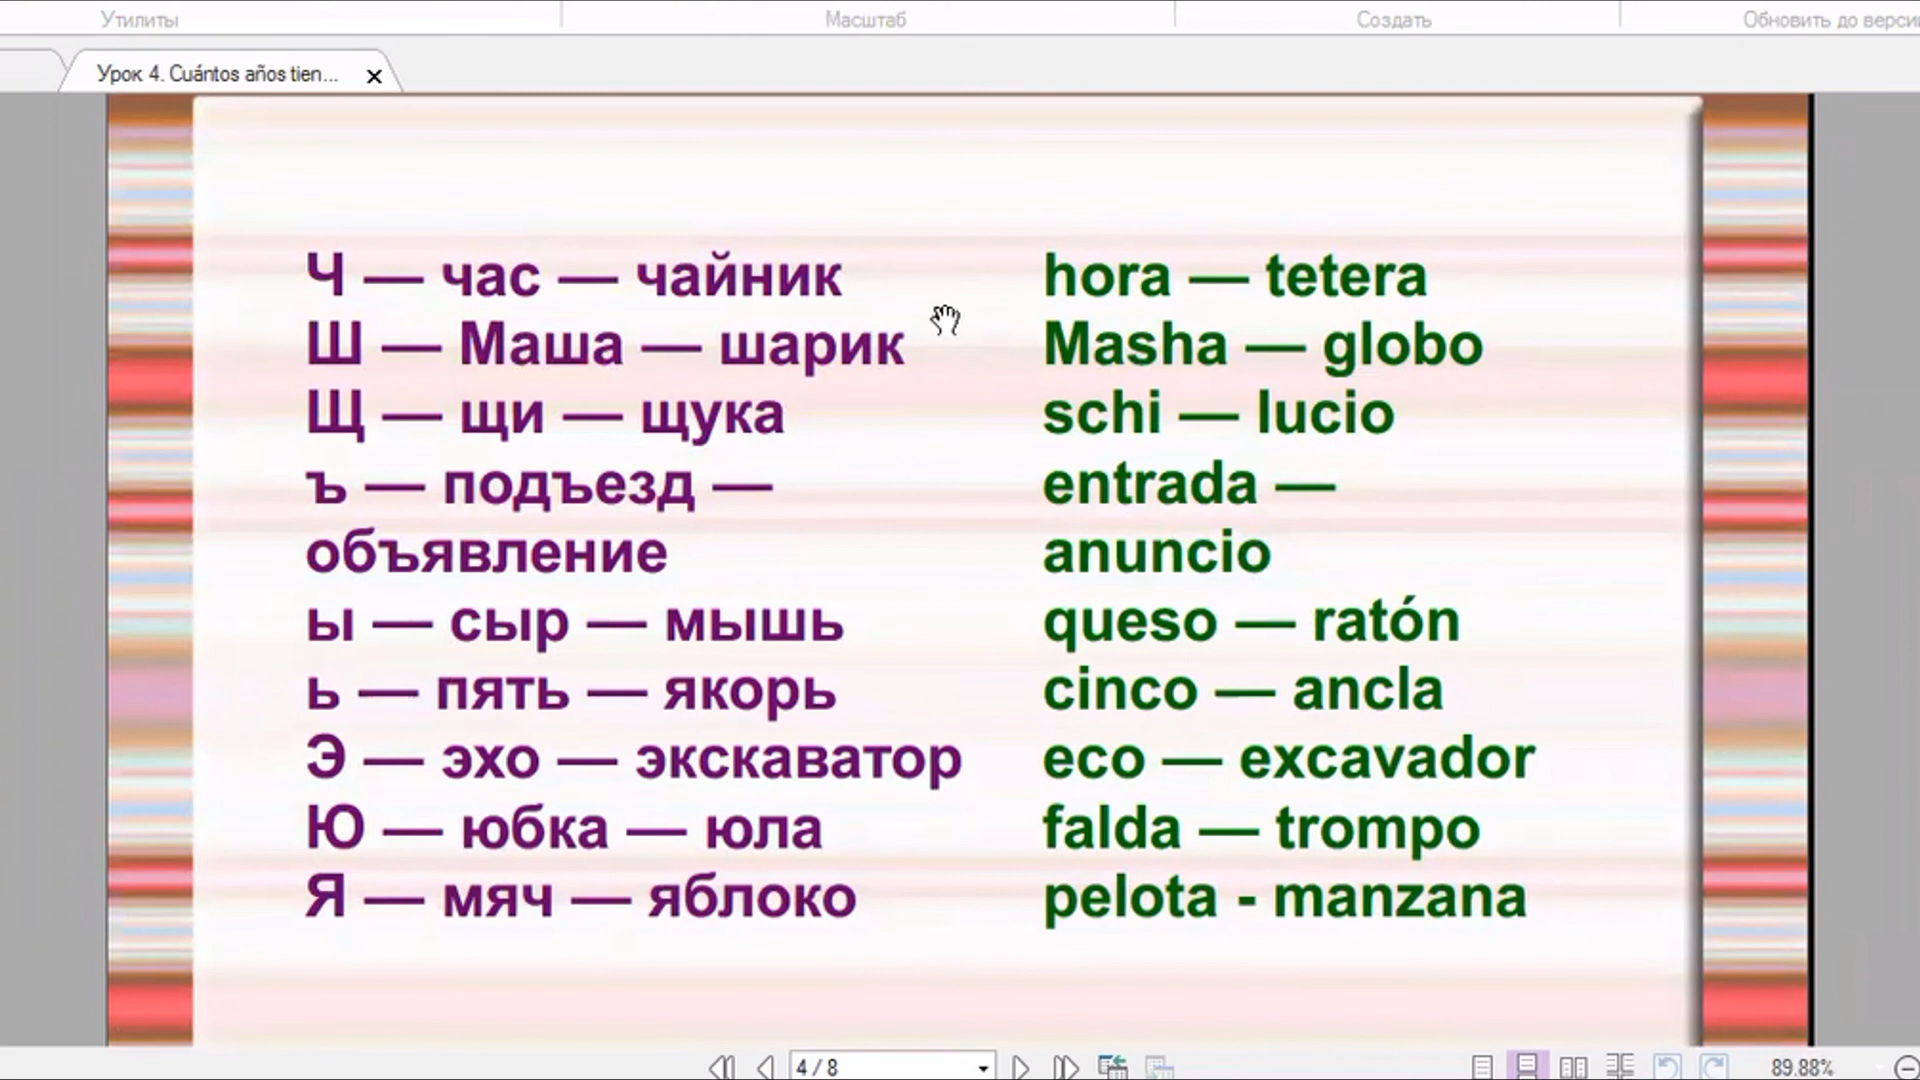 Утилиты Масштаб Создать Обновить до
Урок 4. Cuántos años tien...
Ч — час — чайник
Ш — Маша — шарик
Щ — щи — щука
ъ — подъезд —
объявление
ы — сыр — мышь
ь — пять — якорь
Э — эхо — экскаватор
Ю — юбка — юла
Я — мяч — яблоко
hora — tetera
Masha — globo
schi — lucio
entrada —
anuncio
queso — ratón
cinco — ancla
eco — excavador
falda — trompo
pelota - manzana
4 / 8
89.88%